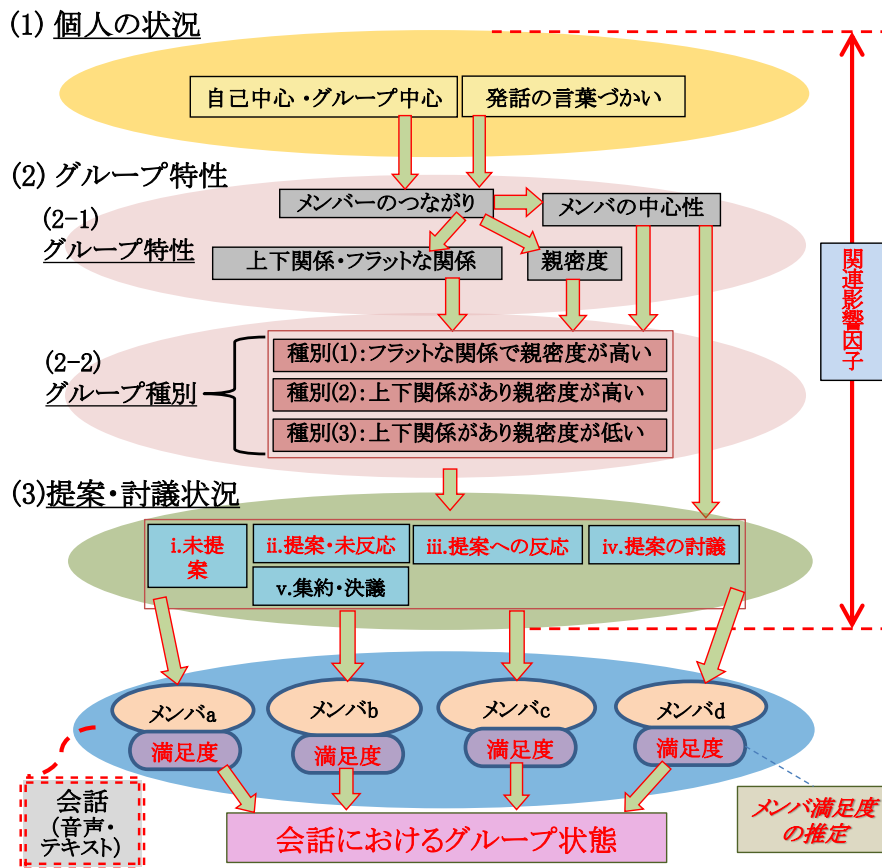 (1) 個人の状況
自己中心・グループ中心
発話の言葉づかい
(2) グループ特性
(2-1)
グループ特性
メンバーのつながり
メンバの中心性
上下関係・フラットな関係
親密度
関連影響因子
(2-2)
グループ種別
種別(1)：フラットな関係で親密度が高い
種別(2)：上下関係があり親密度が高い
種別(3)：上下関係があり親密度が低い
(3)提案・討議状況
i.未提
案
ii.提案・未反応
iii.提案への反応
iv.提案の討議
v.集約・決議
メンバa
メンバb
メンバc
メンバd
満足度
満足度
満足度
満足度
会話
(音声・
テキスト)
会話におけるグループ状態
メンバ満足度
の推定